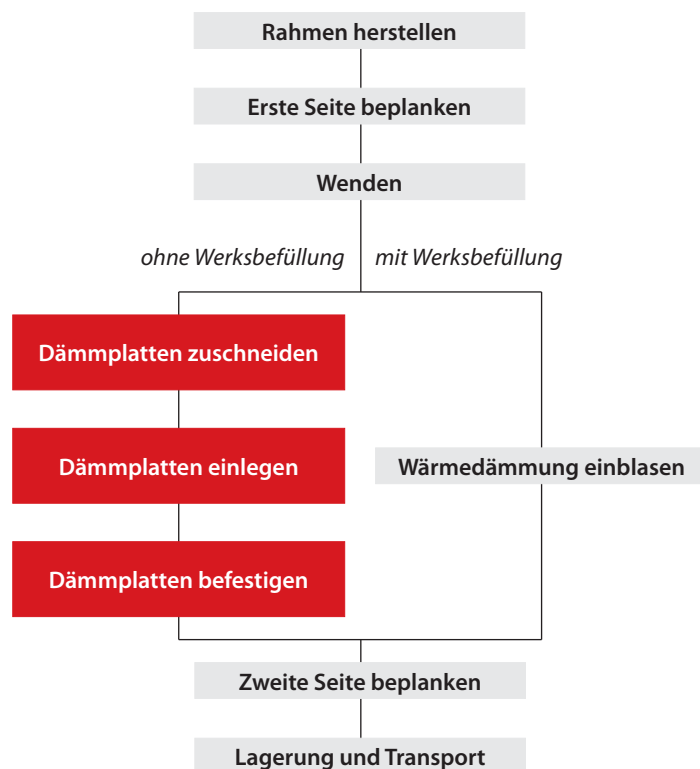 Rahmen herstellen
Erste Seite beplanken
Wenden
ohne Werksbefüllung
mit Werksbefüllung
Dämmplatten zuschneiden
Dämmplatten einlegen
Dämmplatten befestigen
Wärmedämmung einblasen
Zweite Seite beplanken
Lagerung und Transport